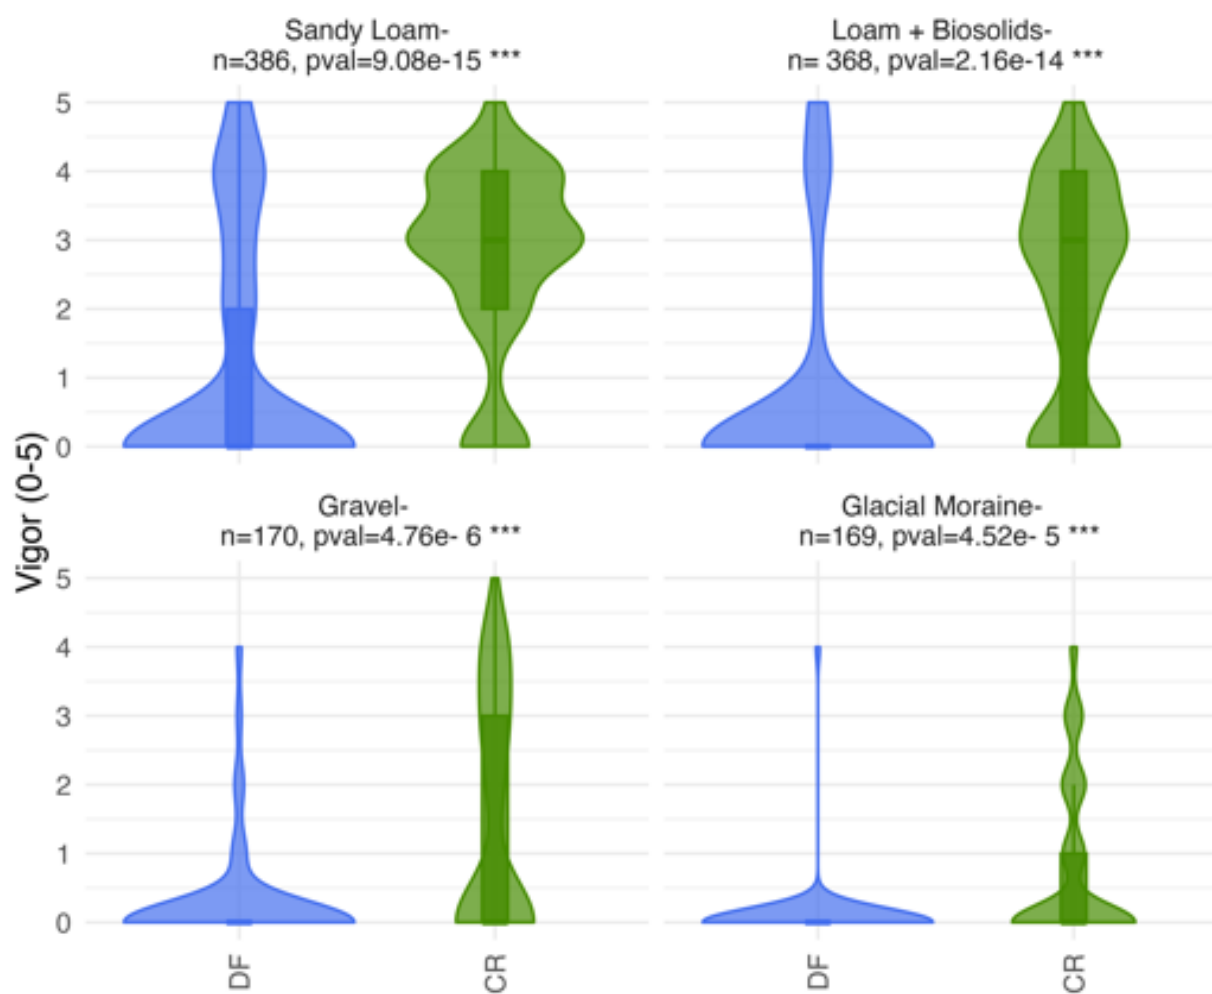 Sandy Loam-
n=386, pval=9.08e-15 ***
Loam + Biosolids-
n= 368, pval=2.16e-14 ***
5
4
3
2
1
0
Vigor (0-5)
Gravel-
n=170, pval=4.76e- 6 ***
Glacial Moraine-
n=169, pval=4.52e- 5 ***
5
4
3
2
1
0
DF
CR
DF
CR